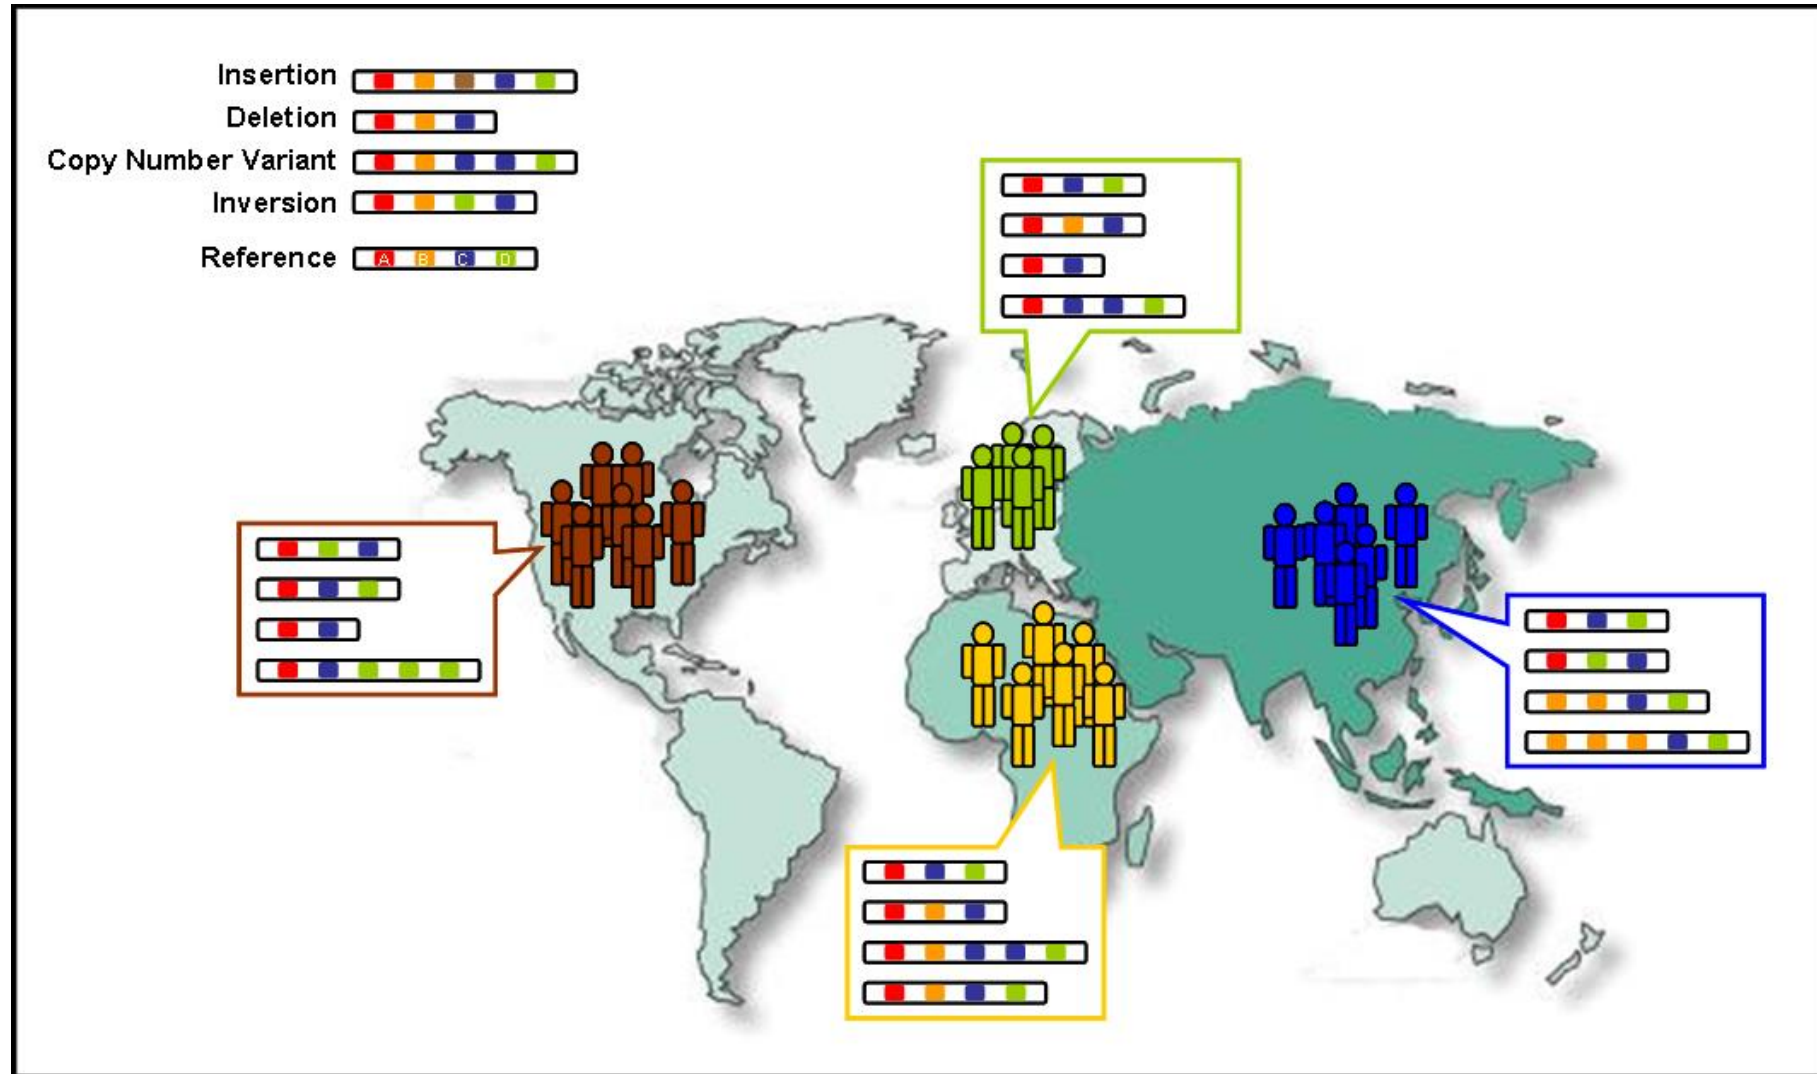 Insertion
Deletion
Copy Number Variant
Inversion
Reference A B C D